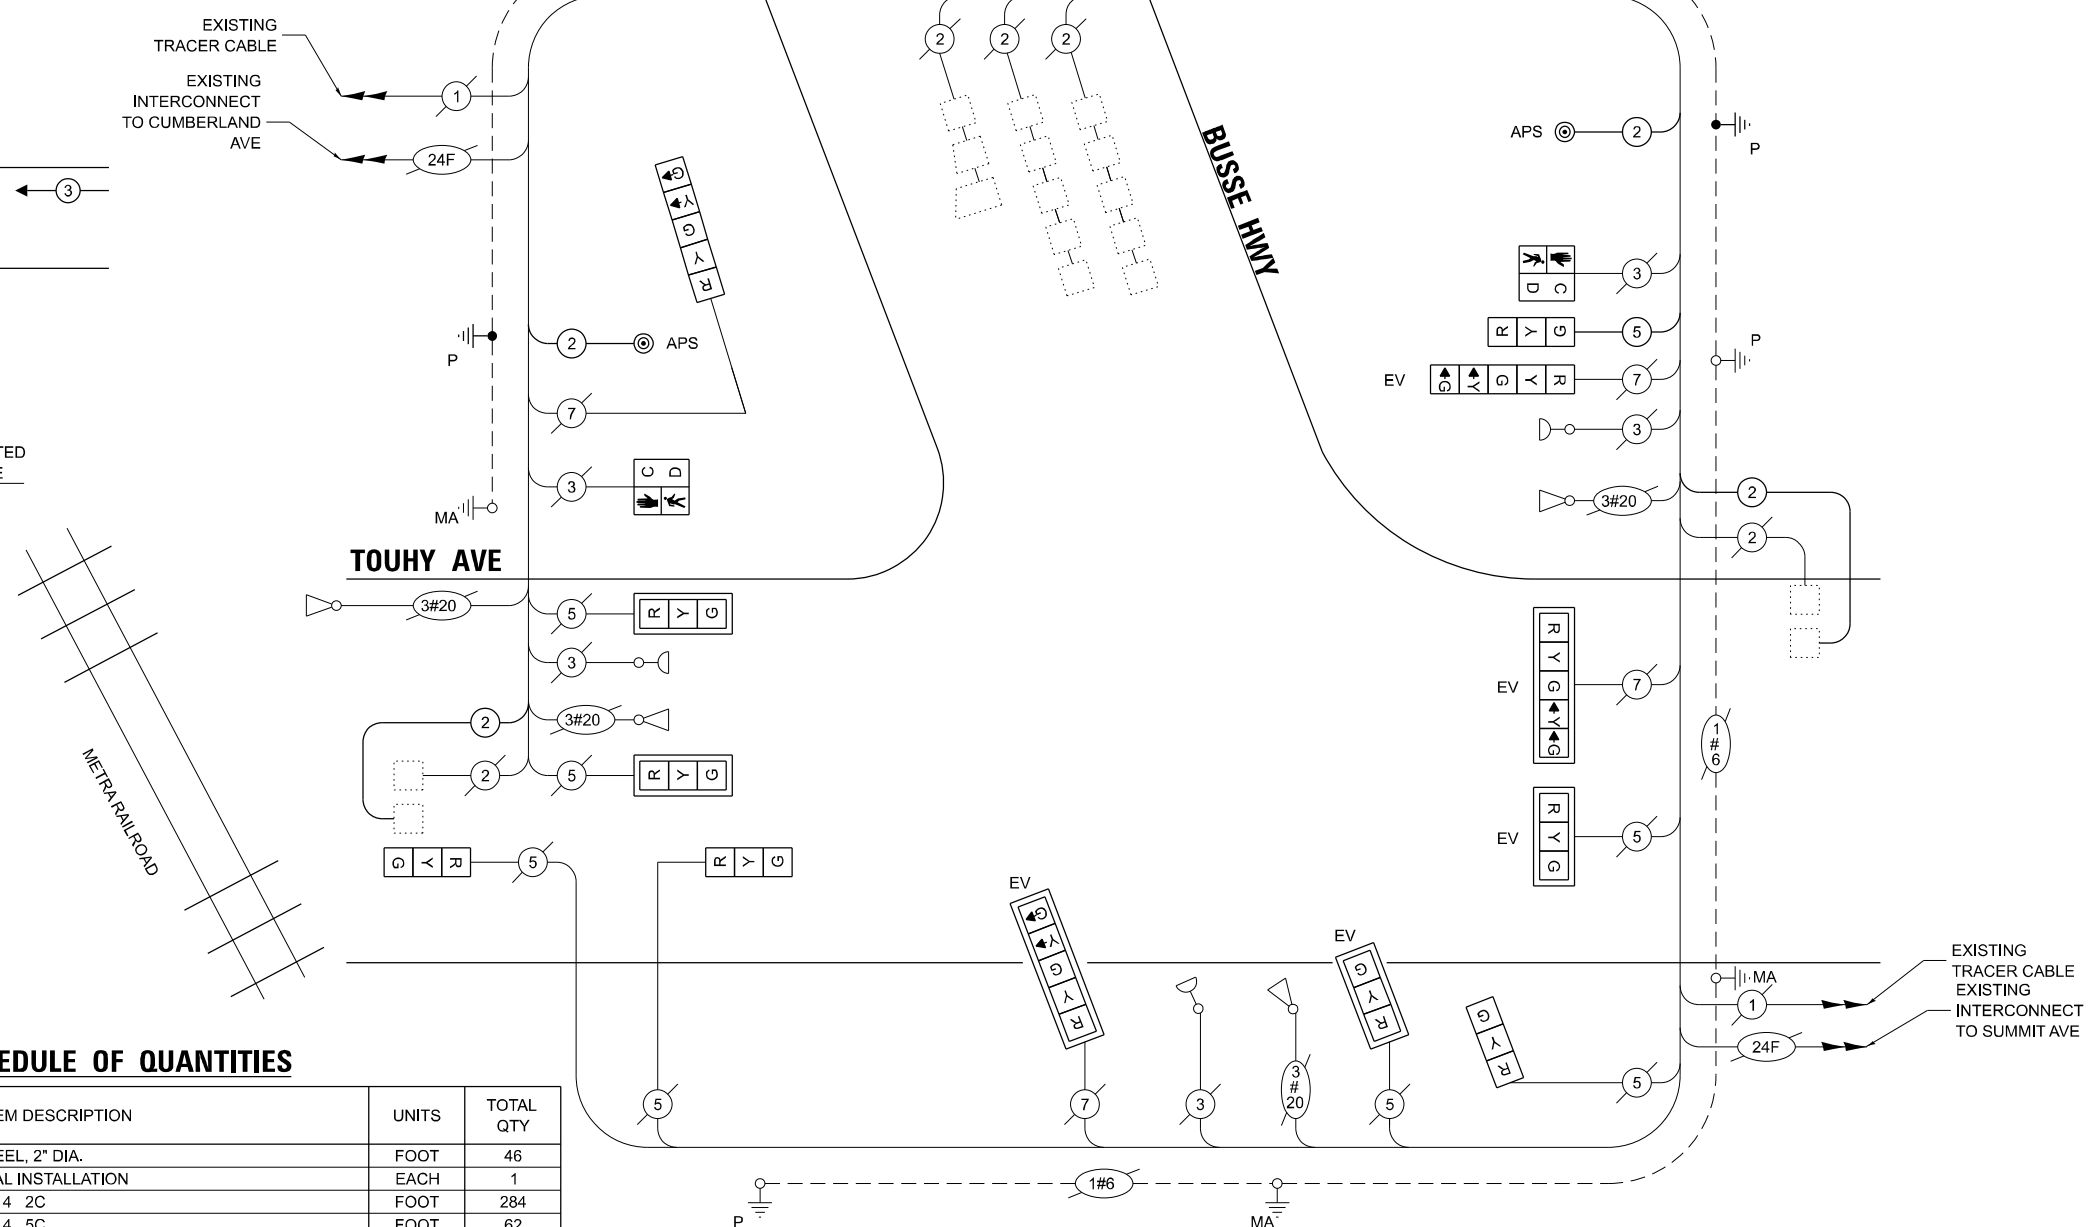 EXISTING
TRACER CABLE
EXISTING
INTERCONNECT
TO CUMBERLAND
AVE
1
24F
3
G
Y
G
Y
R
2
2
2
BUSSE HWY
APS
2
P
D C
3
R Y G
5
P
EV
G Y G Y R
7
3
3#20
2
2
P
2
APS
7
3
C D
TED
E
MA
TOUHY AVE
3#20
5
R Y G
3
2
3#20
2
5
R Y G
METRA RAILROAD
G Y R
5
R Y G
5
EV
R
Y
G
Y
G
7
1
#
6
EV
R
Y
G
5
EV
G
Y
G
Y
R
7
3
3
#
20
EV
G
Y
R
5
G
Y
R
5
MA
1
EXISTING
TRACER CABLE
EXISTING
INTERCONNECT
TO SUMMIT AVE
24F
P
1#6
MA
EDULE OF QUANTITIES
EM DESCRIPTION UNITS TOTAL
QTY
EEL, 2" DIA. FOOT 46
AL INSTALLATION EACH 1
4 2C FOOT 284
4 5C FOOT 62